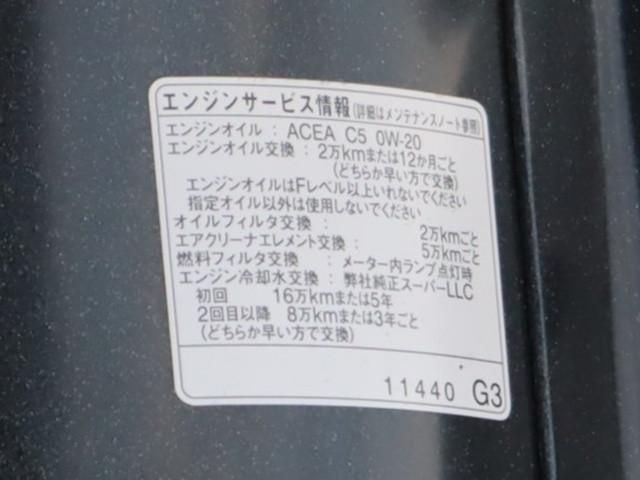 エンジンサービス情報(詳細はメンテナンスノート参照)
エンジンオイル : ACEA C5 0W-20
エンジンオイル交換 : 2万kmまたは12か月ごと
(どちらか早い方で交換)
エンジンオイルはFレベル以上いれないでください
指定オイル以外は使用しないでください
オイルフィルタ交換 : 2万kmごと
エアクリーナエレメント交換 : 5万kmごと
燃料フィルタ交換 : メーター内ランプ点灯時
エンジン冷却水交換 : 弊社純正スーパーLLC
初回 16万kmまたは5年
2回目以降 8万kmまたは3年ごと
(どちらか早い方で交換)
11440 G3